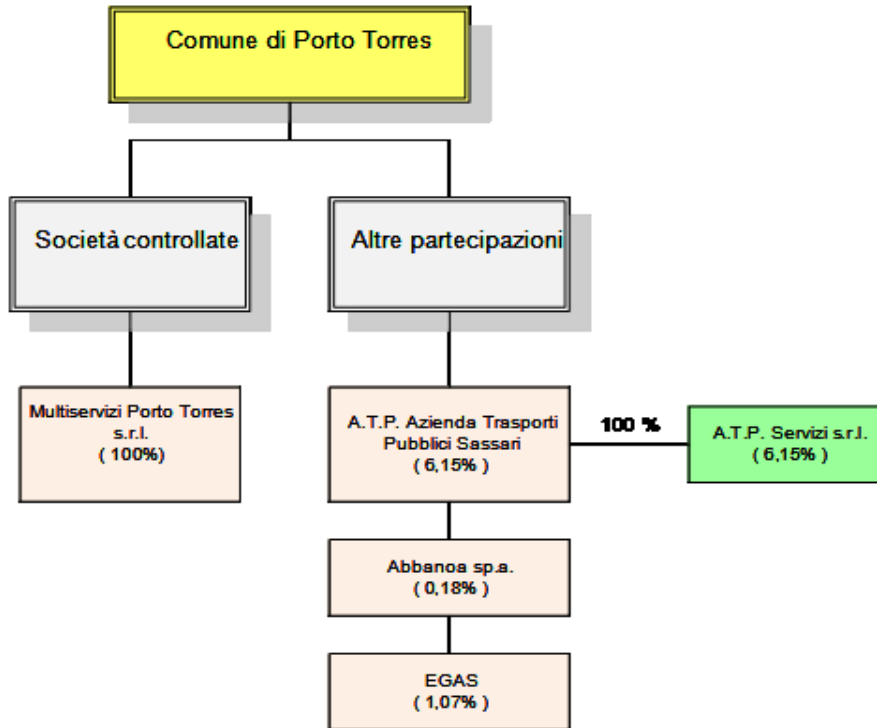 Comune di Porto Torres
Società controllate
Altre partecipazioni
Multiservizi Porto Torres
s.r.l.
( 100%)
A.T.P. Azienda Trasporti
Pubblici Sassari
( 6,15% )
100 %
A.T.P. Servizi s.r.l.
( 6,15% )
Abbanoa sp.a.
( 0,18% )
EGAS
( 1,07% )